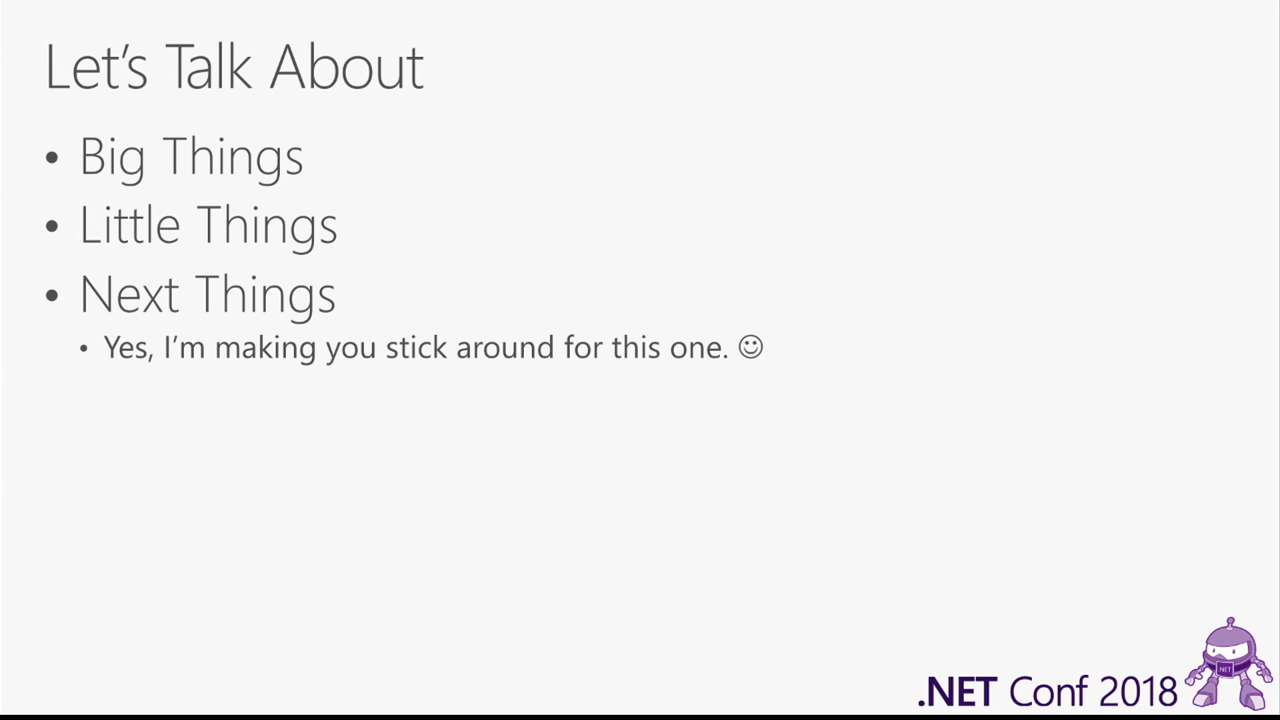 Let's Talk About
• Big Things
• Little Things
• Next Things
• Yes, I'm making you stick around for this one. ☺
.NET Conf 2018
.NET